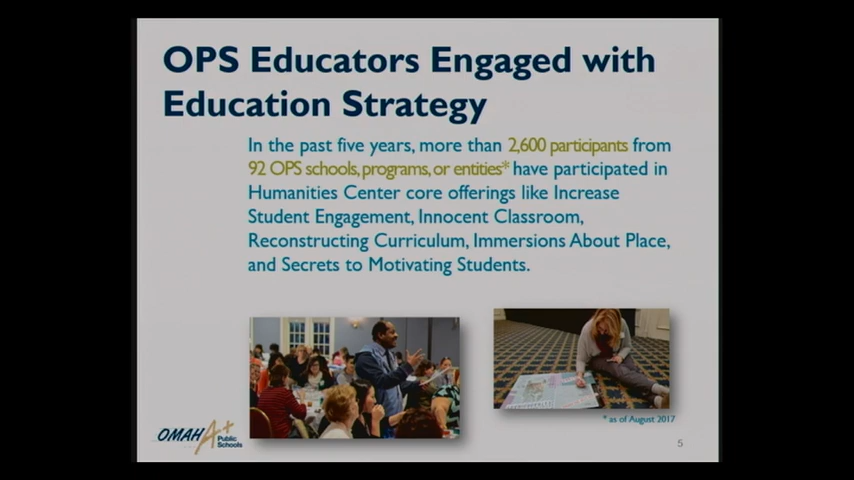 OPS Educators Engaged with
Education Strategy
In the past five years, more than 2,600 participants from
92 OPS schools, programs, or entities* have participated in
Humanities Center core offerings like Increase
Student Engagement, Innocent Classroom,
Reconstructing Curriculum, Immersions About Place,
and Secrets to Motivating Students.
* as of August 2017
OMAHA+
Public
Schools
5